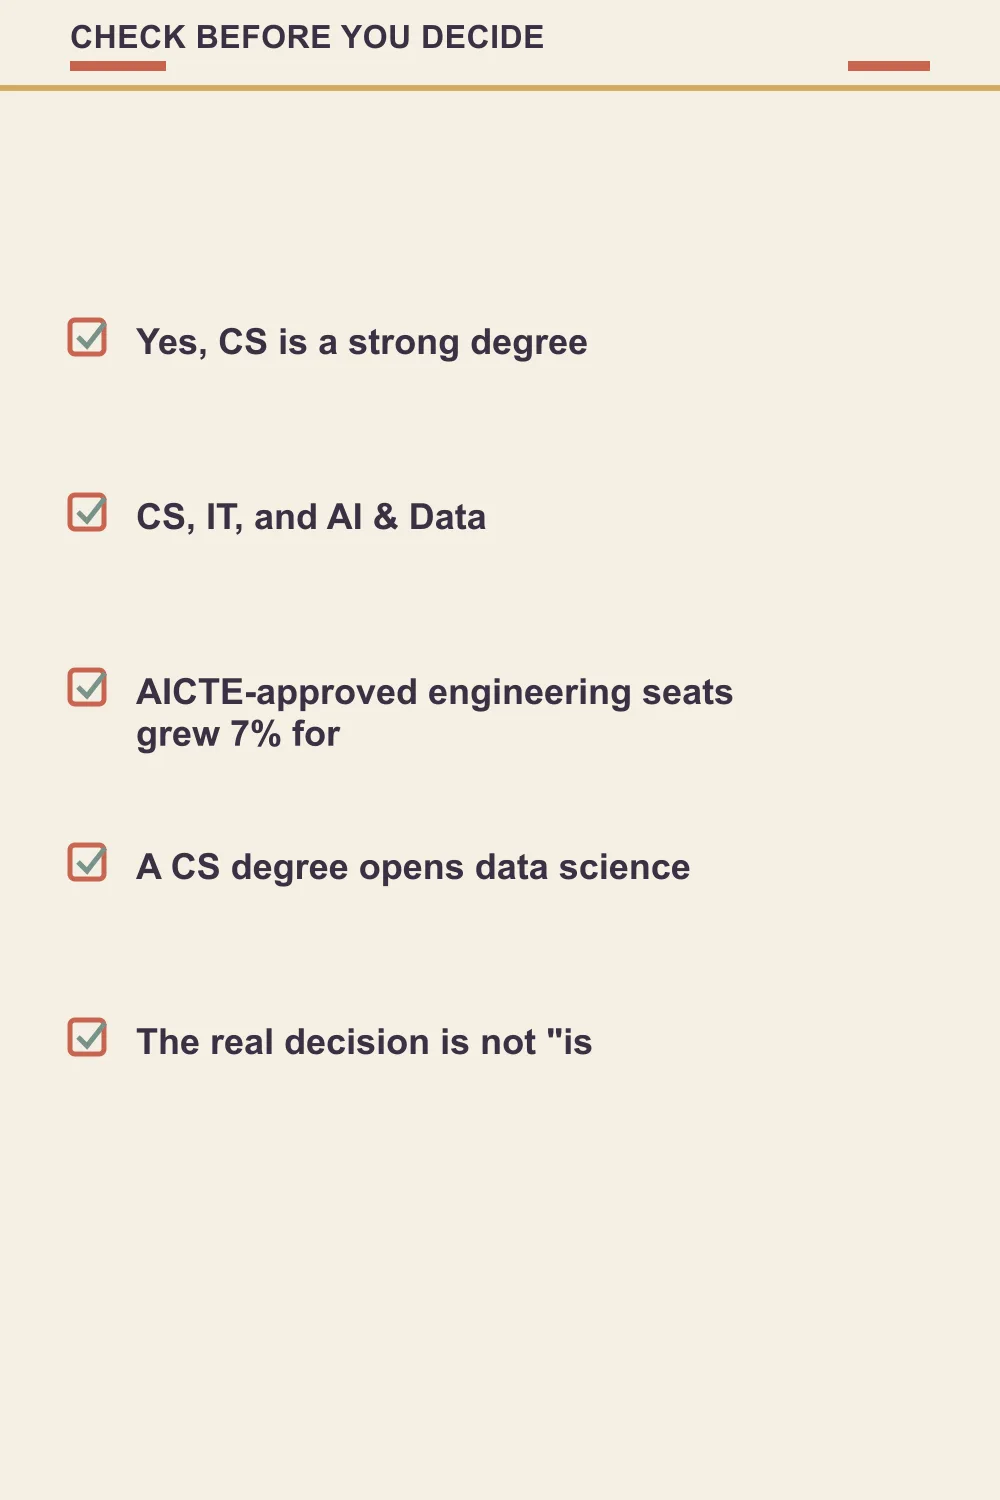 CHECK BEFORE YOU DECIDE
Yes, CS is a strong degree
CS, IT, and AI & Data
AICTE-approved engineering seats
grew 7% for
A CS degree opens data science
The real decision is not "is